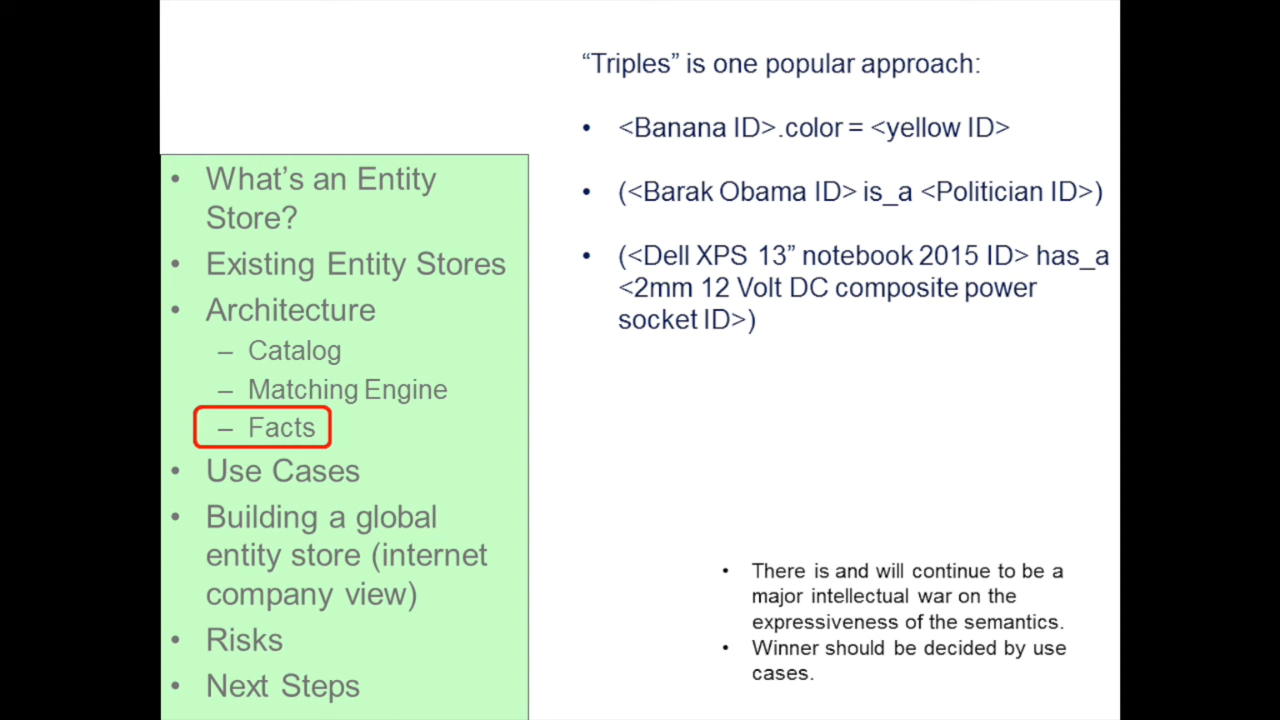 • What's an Entity
Store?
• Existing Entity Stores
• Architecture
– Catalog
– Matching Engine
– Facts
• Use Cases
• Building a global
entity store (internet
company view)
• Risks
• Next Steps
“Triples” is one popular approach:
• <Banana ID>.color = <yellow ID>
• (<Barak Obama ID> is_a <Politician ID>)
• (<Dell XPS 13” notebook 2015 ID> has_a
<2mm 12 Volt DC composite power
socket ID>)
• There is and will continue to be a
major intellectual war on the
expressiveness of the semantics.
• Winner should be decided by use
cases.